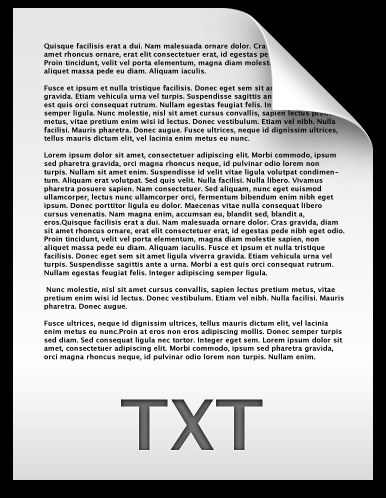 Quisque facilisis erat a dui. Nam malesuada ornare dolor. Cra
amet rhoncus ornare, erat elit consectetuer erat, id egestas pe
Proin tincidunt, velit vel porta elementum, magna diam molest
aliquet massa pede eu diam. Aliquam iaculis.
Fusce et ipsum et nulla tristique facilisis. Donec eget sem sit a
gravida. Etiam vehicula urna vel turpis. Suspendisse sagittis an
est quis orci consequat rutrum. Nullam egestas feugiat felis. In
semper ligula. Nunc molestie, nisl sit amet cursus convallis, sapien lectus pretium
metus, vitae pretium enim wisi id lectus. Donec vestibulum. Etiam vel nibh. Nulla
facilisi. Mauris pharetra. Donec augue. Fusce ultrices, neque id dignissim ultrices,
tellus mauris dictum elit, vel lacinia enim metus eu nunc.
Lorem ipsum dolor sit amet, consectetuer adipiscing elit. Morbi commodo, ipsum
sed pharetra gravida, orci magna rhoncus neque, id pulvinar odio lorem non
turpis. Nullam sit amet enim. Suspendisse id velit vitae ligula volutpat condimen-
tum. Aliquam erat volutpat. Sed quis velit. Nulla facilisi. Nulla libero. Vivamus
pharetra posuere sapien. Nam consectetuer. Sed aliquam, nunc eget euismod
ullamcorper, lectus nunc ullamcorper orci, fermentum bibendum enim nibh eget
ipsum. Donec porttitor ligula eu dolor. Maecenas vitae nulla consequat libero
cursus venenatis. Nam magna enim, accumsan eu, blandit sed, blandit a,
eros.Quisque facilisis erat a dui. Nam malesuada ornare dolor. Cras gravida, diam
sit amet rhoncus ornare, erat elit consectetuer erat, id egestas pede nibh eget odio.
Proin tincidunt, velit vel porta elementum, magna diam molestie sapien, non
aliquet massa pede eu diam. Aliquam iaculis. Fusce et ipsum et nulla tristique
facilisis. Donec eget sem sit amet ligula viverra gravida. Etiam vehicula urna vel
turpis. Suspendisse sagittis ante a urna. Morbi a est quis orci consequat rutrum.
Nullam egestas feugiat felis. Integer adipiscing semper ligula.
Nunc molestie, nisl sit amet cursus convallis, sapien lectus pretium metus, vitae
pretium enim wisi id lectus. Donec vestibulum. Etiam vel nibh. Nulla facilisi. Mauris
pharetra. Donec augue.
Fusce ultrices, neque id dignissim ultrices, tellus mauris dictum elit, vel lacinia
enim metus eu nunc.Proin at eros non eros adipiscing mollis. Donec semper turpis
sed diam. Sed consequat ligula nec tortor. Integer eget sem. Lorem ipsum dolor sit
amet, consectetuer adipiscing elit. Morbi commodo, ipsum sed pharetra gravida,
orci magna rhoncus neque, id pulvinar odio lorem non turpis. Nullam enim.
TXT